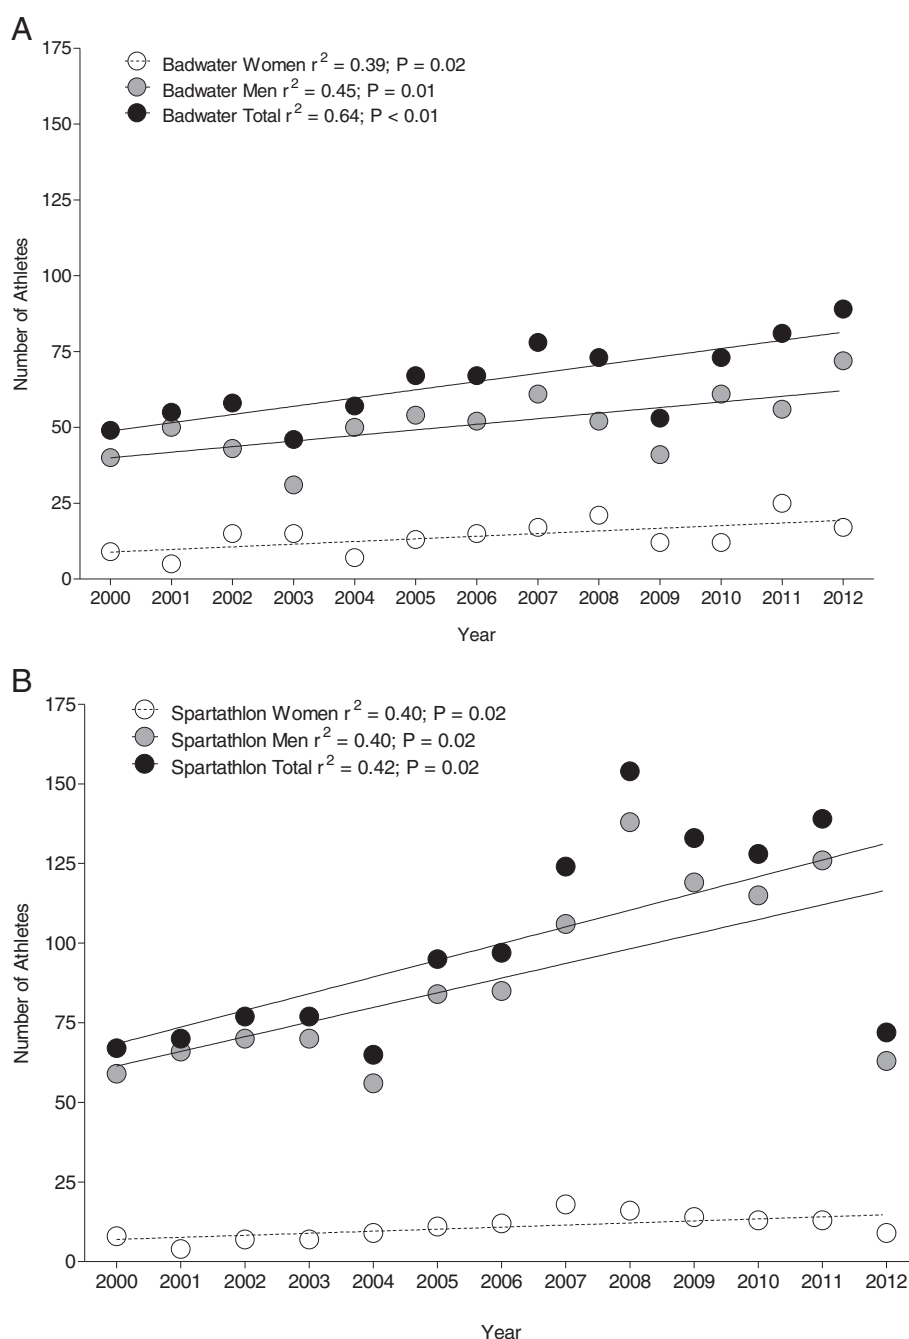 A
175
Badwater Women r² = 0.39; P = 0.02
Badwater Men r² = 0.45; P = 0.01
Badwater Total r² = 0.64; P < 0.01
150
125
100
75
50
25
0
Number of Athletes
2000 2001 2002 2003 2004 2005 2006 2007 2008 2009 2010 2011 2012
Year
B
175
Spartathlon Women r² = 0.40; P = 0.02
Spartathlon Men r² = 0.40; P = 0.02
Spartathlon Total r² = 0.42; P = 0.02
150
125
100
75
50
25
0
Number of Athletes
2000 2001 2002 2003 2004 2005 2006 2007 2008 2009 2010 2011 2012
Year